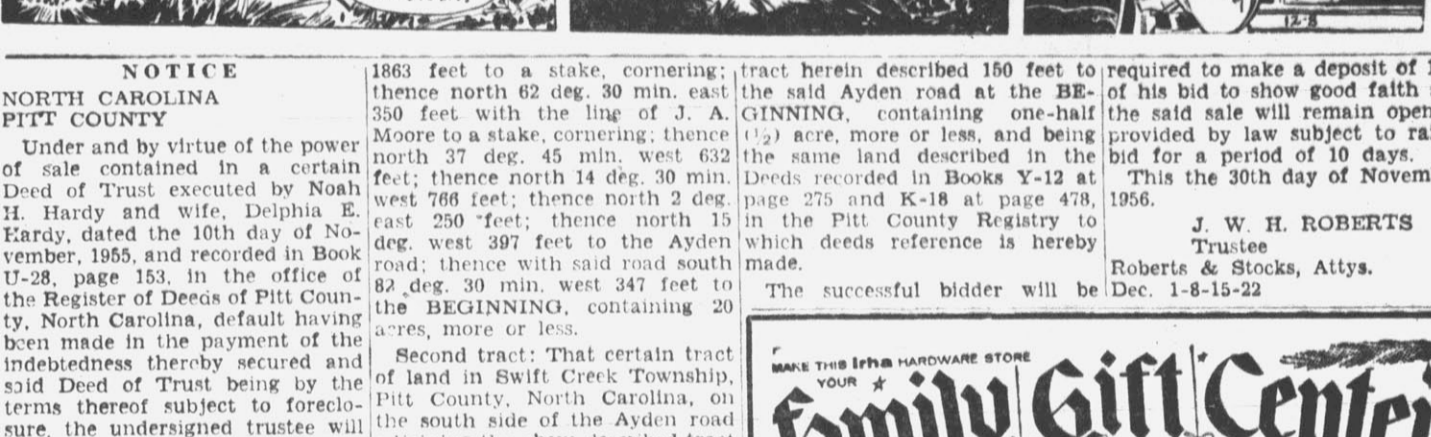 12-8
NOTICE
NORTH CAROLINA
PITT COUNTY
Under and by virtue of the power
of sale contained in a certain
Deed of Trust executed by Noah
H. Hardy and wife, Delphia E.
Hardy, dated the 10th day of No-
vember, 1955, and recorded in Book
U-28, page 153, in the office of
the Register of Deeds of Pitt Coun-
ty, North Carolina, default having
been made in the payment of the
indebtedness thereby secured and
said Deed of Trust being by the
terms thereof subject to foreclo-
sure, the undersigned trustee will
1863 feet to a stake, cornering;
thence north 62 deg. 30 min. east
350 feet with the line of J. A.
Moore to a stake, cornering; thence
north 37 deg. 45 min. west 632
feet; thence north 14 deg. 30 min.
west 766 feet; thence north 2 deg.
east 250 feet; thence north 15
deg. west 397 feet to the Ayden
road; thence with said road south
82 deg. 30 min. west 347 feet to
the BEGINNING, containing 20
acres, more or less.
Second tract: That certain tract
of land in Swift Creek Township,
Pitt County, North Carolina, on
the south side of the Ayden road
tract herein described 150 feet to
the said Ayden road at the BE-
GINNING, containing one-half
(½) acre, more or less, and being
the same land described in the
Deeds recorded in Books Y-12 at
page 275 and K-18 at page 478,
in the Pitt County Registry to
which deeds reference is hereby
made.
The successful bidder will be
required to make a deposit of
of his bid to show good faith
the said sale will remain open
provided by law subject to
bid for a period of 10 days.
This the 30th day of Novem
1956.
J. W. H. ROBERTS
Trustee
Roberts & Stocks, Attys.
Dec. 1-8-15-22
MAKE THIS Irha HARDWARE STORE
YOUR
family Gift Center